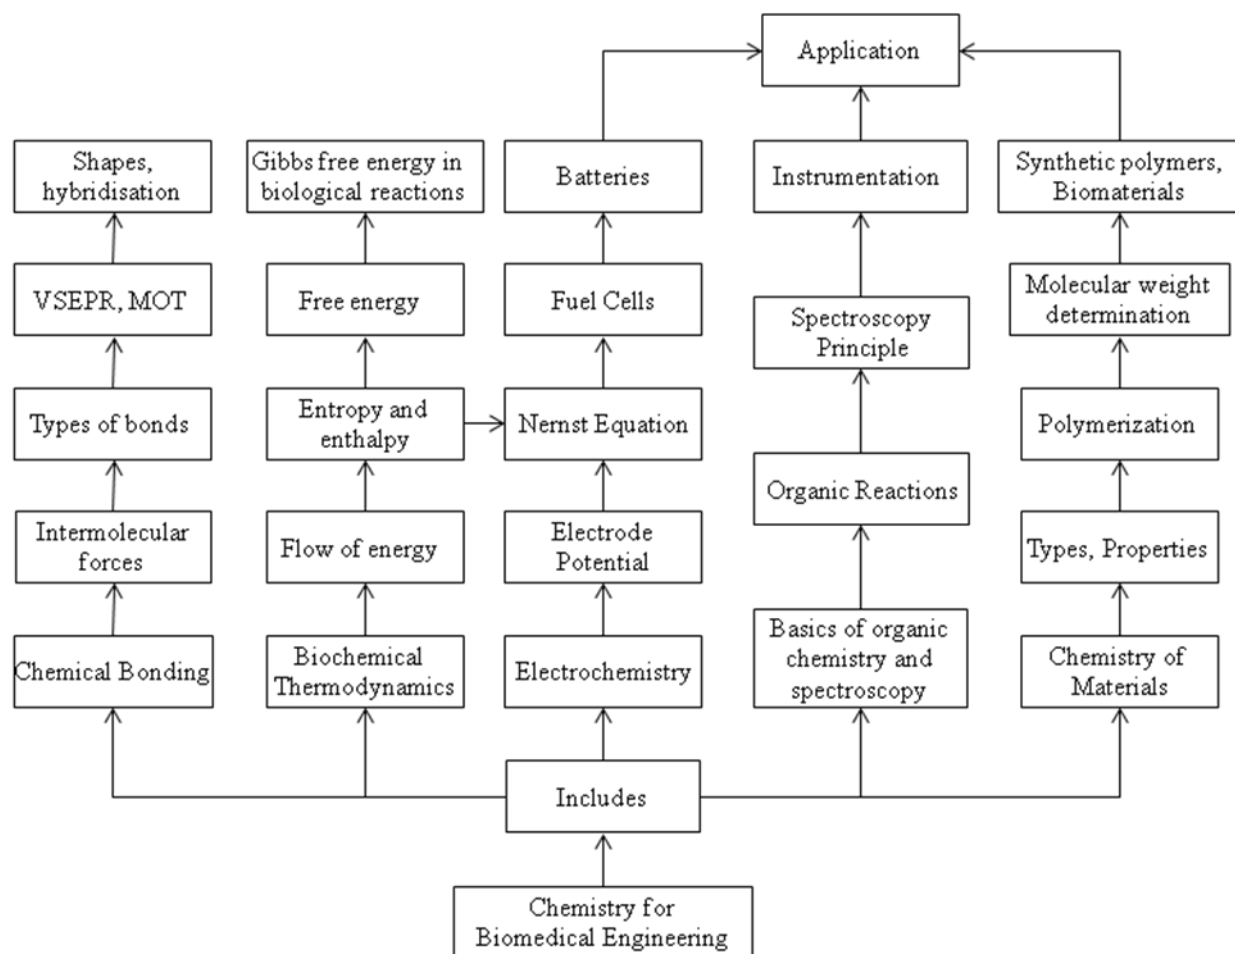 Application
Shapes,
hybridisation
Gibbs free energy in
biological reactions
Batteries
Instrumentation
Synthetic polymers,
Biomaterials
VSEPR, MOT
Free energy
Fuel Cells
Spectroscopy
Principle
Molecular weight
determination
Types of bonds
Entropy and
enthalpy
Nernst Equation
Organic Reactions
Polymerization
Intermolecular
forces
Flow of energy
Electrode
Potential
Types, Properties
Chemical Bonding
Biochemical
Thermodynamics
Electrochemistry
Basics of organic
chemistry and
spectroscopy
Chemistry of
Materials
Includes
Chemistry for
Biomedical Engineering